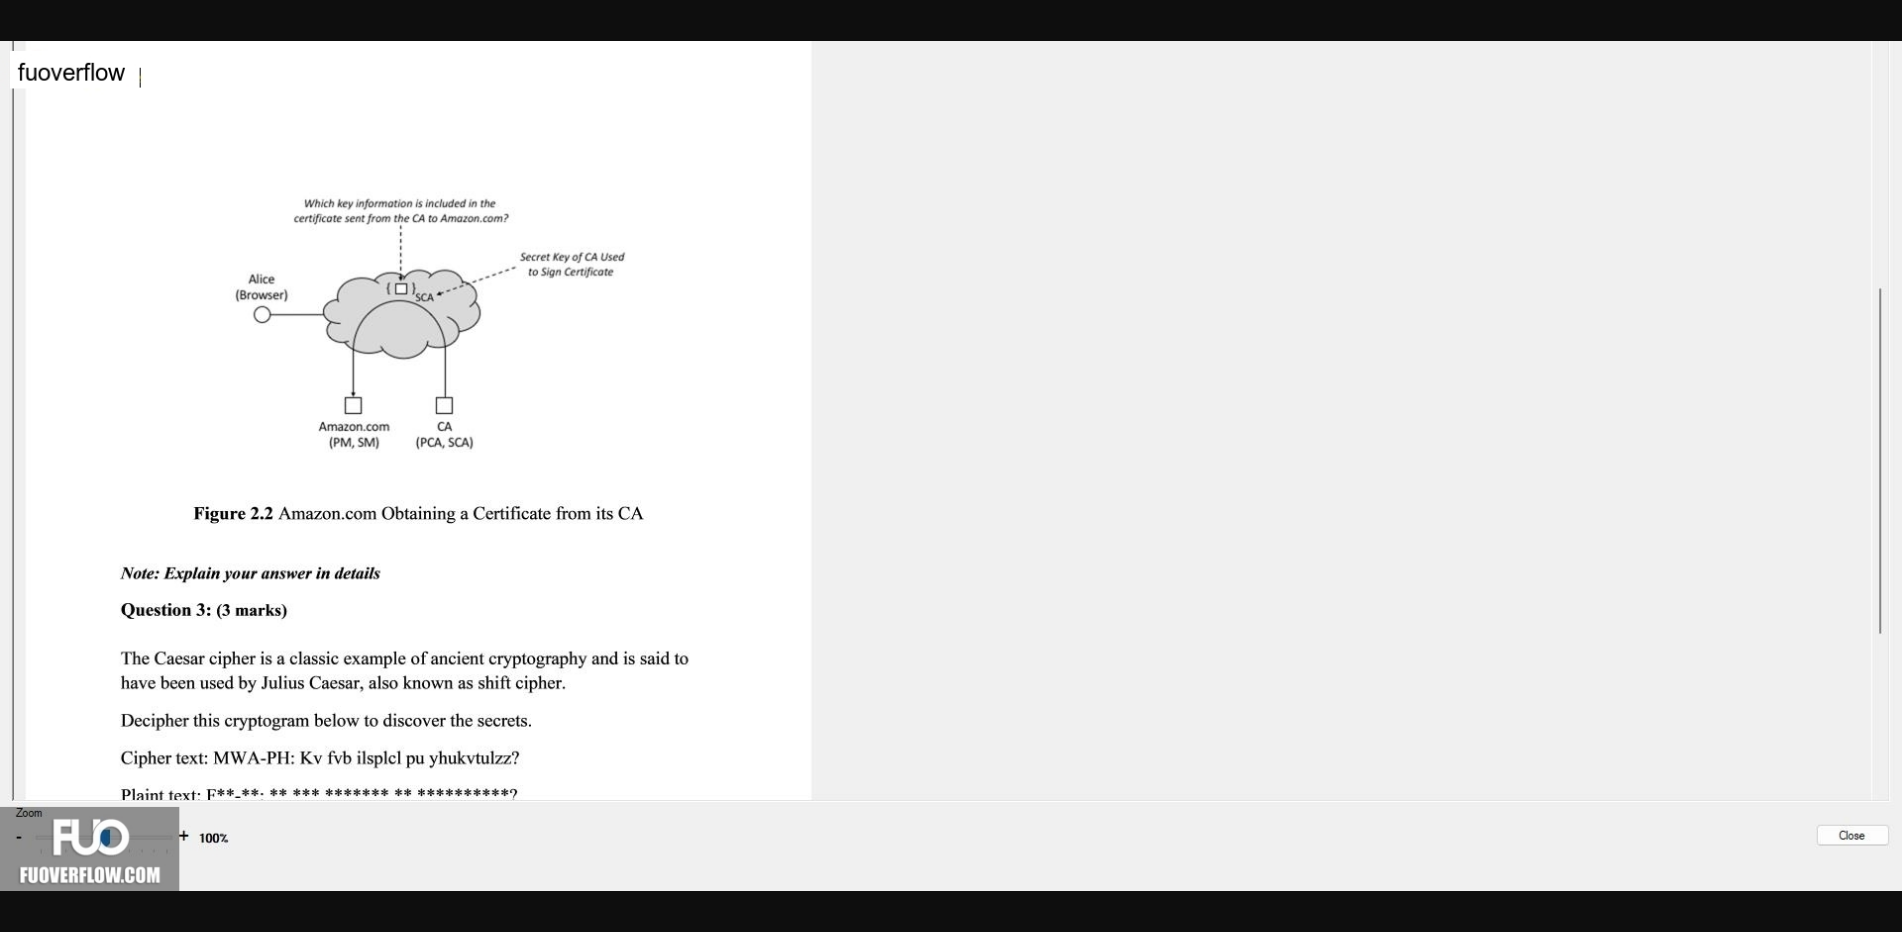 fuoverflow
Which key information is included in the
certificate sent from the CA to Amazon.com?
Secret Key of CA Used
to Sign Certificate
Alice
(Browser)
{ }SCA
Amazon.com
(PM, SM)
CA
(PCA, SCA)
Figure 2.2 Amazon.com Obtaining a Certificate from its CA
Note: Explain your answer in details
Question 3: (3 marks)
The Caesar cipher is a classic example of ancient cryptography and is said to
have been used by Julius Caesar, also known as shift cipher.
Decipher this cryptogram below to discover the secrets.
Cipher text: MWA-PH: Kv fvb ilsplcl pu yhukvtulzz?
Plaint text: F**-**: ** *** ******* ** **********?
Zoom
- + 100%
Close
FUO
FUOVERFLOW.COM